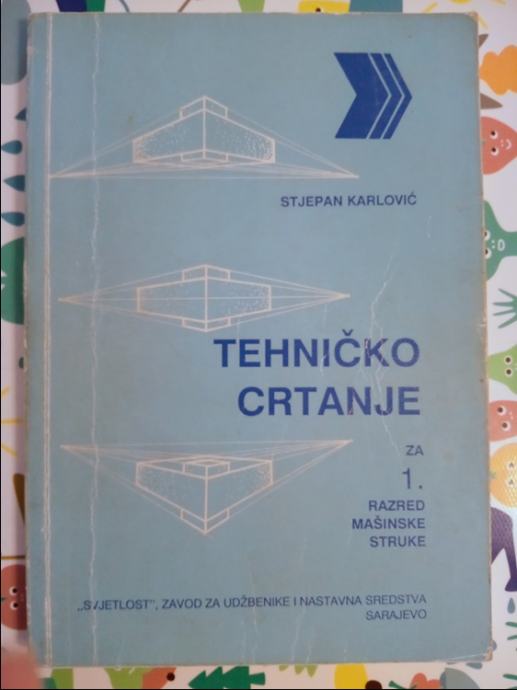 STJEPAN KARLOVIĆ
TEHNIČKO
CRTANJE
ZA
1.
RAZRED
MAŠINSKE
STRUKE
„SVJETLOST", ZAVOD ZA UDŽBENIKE I NASTAVNA SREDSTVA
SARAJEVO